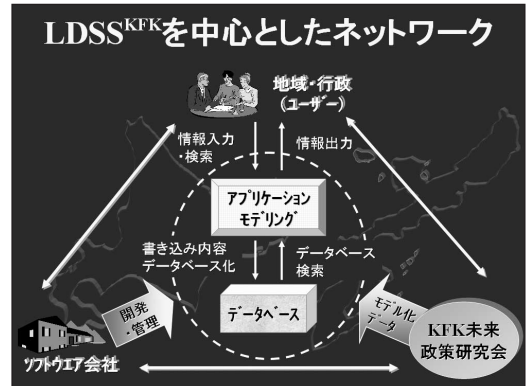 LDSSKFKを中心としたネットワーク
地域・行政
(ユーザー)
情報入力
・検索
情報出力
アプリケーション
モデリング
書き込み内容
データベース化
データベース
検索
開発
・管理
データベース
モデル化
データ
KFK未来
政策研究会
ソフトウエア会社